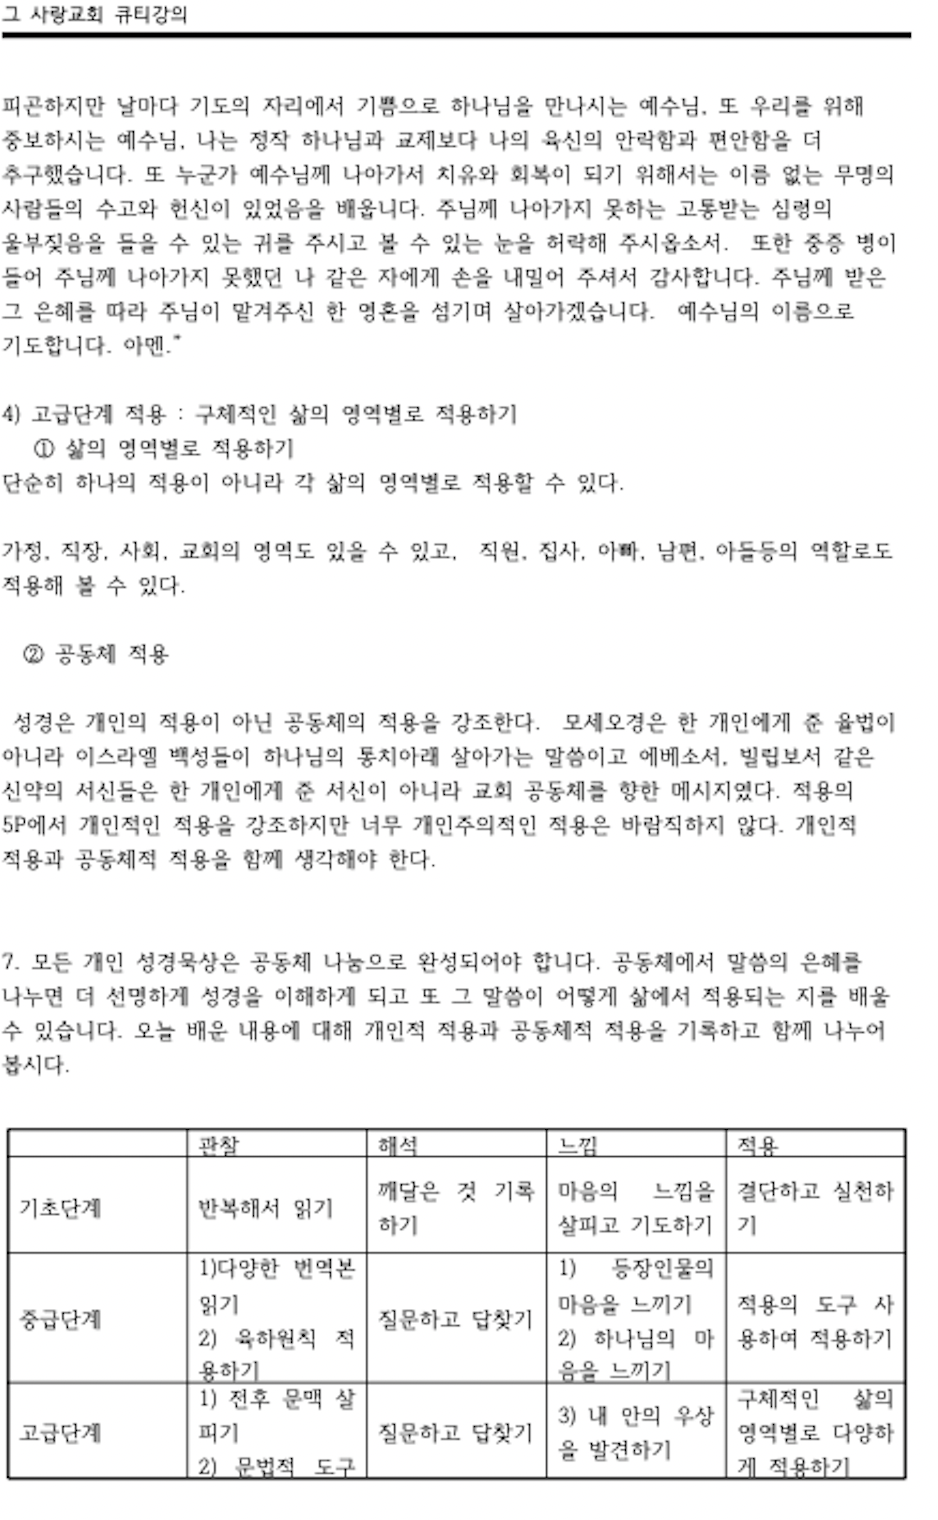 그 사랑교회 큐티강의
피곤하지만 날마다 기도의 자리에서 기쁨으로 하나님을 만나시는 예수님, 또 우리를 위해
중보하시는 예수님, 나는 정작 하나님과 교제보다 나의 육신의 안락함과 편안함을 더
추구했습니다. 또 누군가 예수님께 나아가서 치유와 회복이 되기 위해서는 이름 없는 무명의
사람들의 수고와 헌신이 있었음을 배웁니다. 주님께 나아가지 못하는 고통받는 심령의
울부짖음을 들을 수 있는 귀를 주시고 볼 수 있는 눈을 허락해 주시옵소서. 또한 중증 병이
들어 주님께 나아가지 못했던 나 같은 자에게 손을 내밀어 주셔서 감사합니다. 주님께 받은
그 은혜를 따라 주님이 맡겨주신 한 영혼을 섬기며 살아가겠습니다. 예수님의 이름으로
기도합니다. 아멘."
4) 고급단계 적용 : 구체적인 삶의 영역별로 적용하기
① 삶의 영역별로 적용하기
단순히 하나의 적용이 아니라 각 삶의 영역별로 적용할 수 있다.
가정, 직장, 사회, 교회의 영역도 있을 수 있고, 직원, 집사, 아빠, 남편, 아들등의 역할로도
적용해 볼 수 있다.
② 공동체 적용
성경은 개인의 적용이 아닌 공동체의 적용을 강조한다. 모세오경은 한 개인에게 준 율법이
아니라 이스라엘 백성들이 하나님의 통치아래 살아가는 말씀이고 에베소서, 빌립보서 같은
신약의 서신들은 한 개인에게 준 서신이 아니라 교회 공동체를 향한 메시지였다. 적용의
5P에서 개인적인 적용을 강조하지만 너무 개인주의적인 적용은 바람직하지 않다. 개인적
적용과 공동체적 적용을 함께 생각해야 한다.
7. 모든 개인 성경묵상은 공동체 나눔으로 완성되어야 합니다. 공동체에서 말씀의 은혜를
나누면 더 선명하게 성경을 이해하게 되고 또 그 말씀이 어떻게 삶에서 적용되는 지를 배울
수 있습니다. 오늘 배운 내용에 대해 개인적 적용과 공동체적 적용을 기록하고 함께 나누어
봅시다.
관찰 해석 느낌 적용
기초단계
반복해서 읽기
깨달은 것 기록
하기
마음의 느낌을
살피고 기도하기
결단하고 실천하
기
중급단계
1)다양한 번역본
읽기
2) 육하원칙 적
용하기
질문하고 답찾기
1) 등장인물의
마음을 느끼기
2) 하나님의 마
음을 느끼기
적용의 도구 사
용하여 적용하기
고급단계
1) 전후 문맥 살
피기
2) 문법적 도구
질문하고 답찾기
3) 내 안의 우상
을 발견하기
구체적인 삶의
영역별로 다양하
게 적용하기